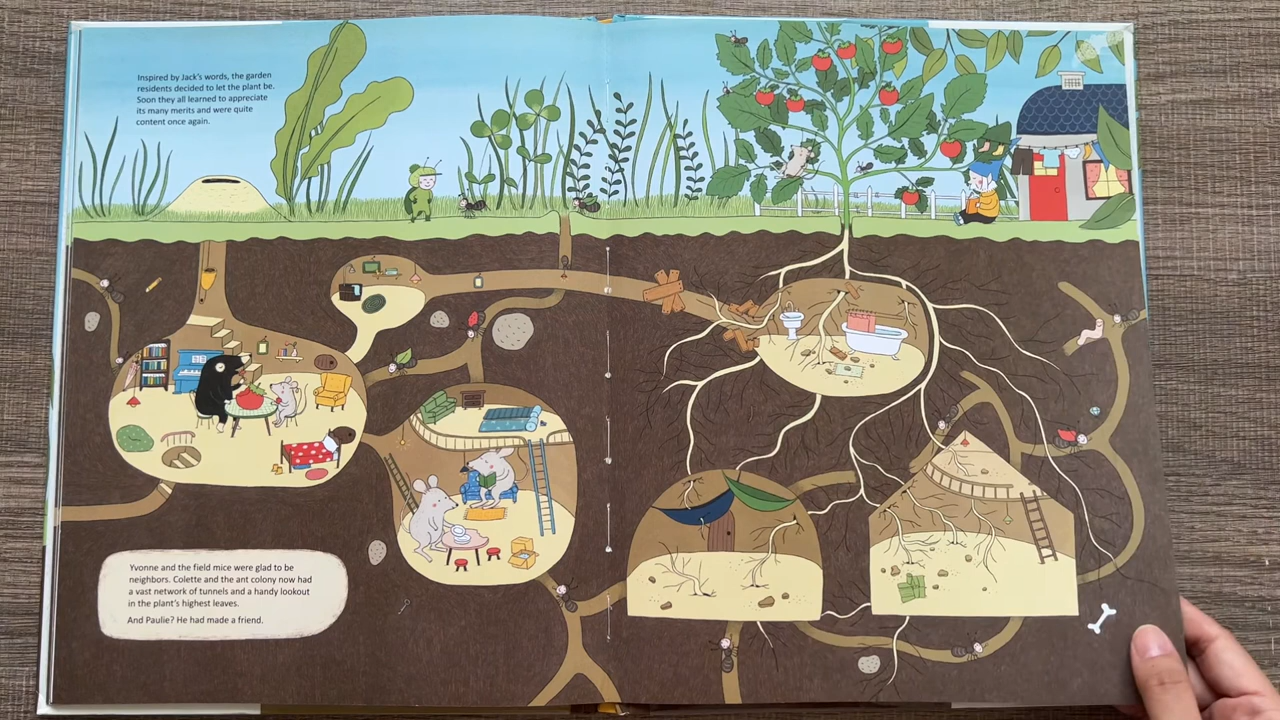 Inspired by Jack's words, the garden
residents decided to let the plant be.
Soon they all learned to appreciate
its many merits and were quite
content once again.
Yvonne and the field mice were glad to be
neighbors. Colette and the ant colony now had
a vast network of tunnels and a handy lookout
in the plant's highest leaves.
And Paulie? He had made a friend.